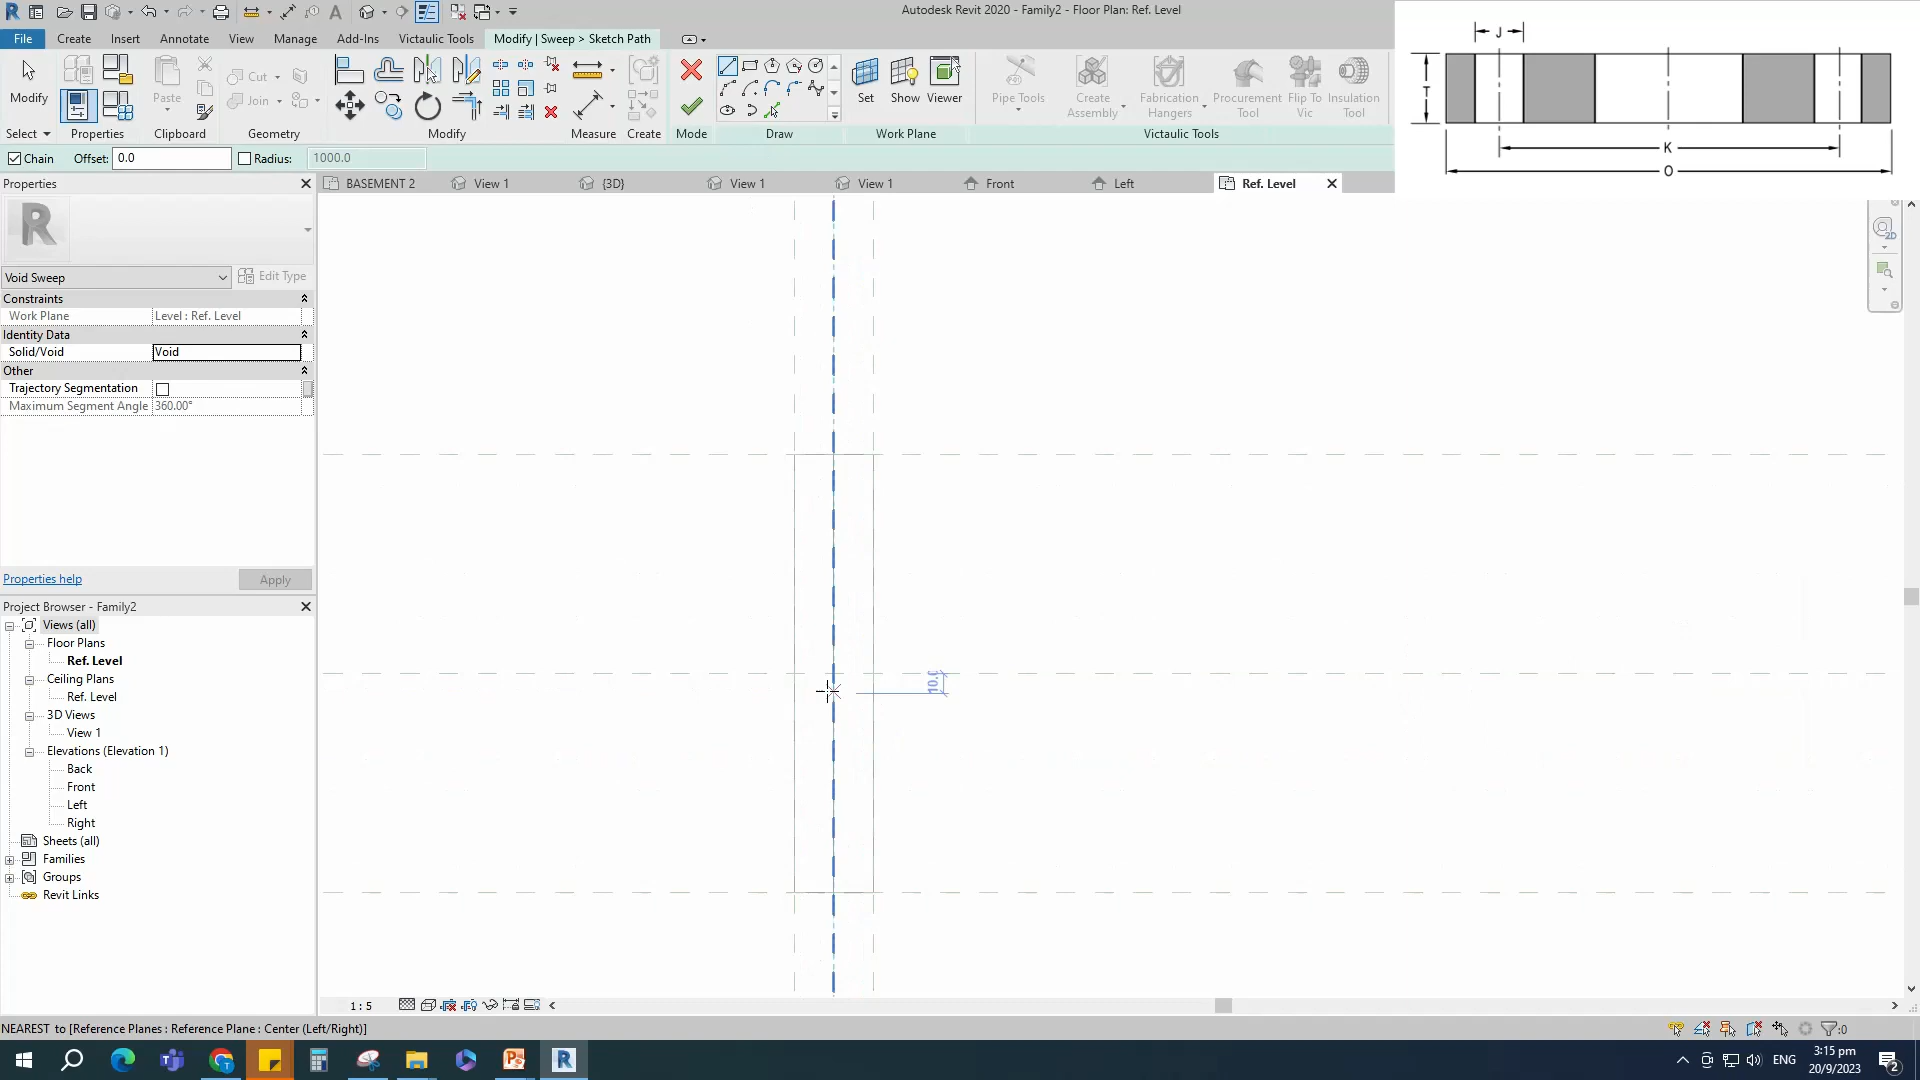 Autodesk Revit 2020 - Family2 - Floor Plan: Ref. Level
File Create Insert Annotate View Manage Add-Ins Victaulic Tools Modify | Sweep > Sketch Path
Modify Paste Cut Join Set Show Viewer Pipe Tools Create Assembly Fabrication Hangers Procurement Tool Flip To Vic Insulation Tool
Select Properties Clipboard Geometry Modify Measure Create Mode Draw Work Plane Victaulic Tools
Chain Offset: 0.0 Radius: 1000.0
J
T
K
O
Properties
BASEMENT 2 View 1 {3D} View 1 View 1 Front Left Ref. Level
Void Sweep Edit Type
Constraints
Work Plane Level : Ref. Level
Identity Data
Solid/Void Void
Other
Trajectory Segmentation
Maximum Segment Angle 360.00°
Properties help Apply
Project Browser - Family2
Views (all)
Floor Plans
Ref. Level
Ceiling Plans
Ref. Level
3D Views
View 1
Elevations (Elevation 1)
Back
Front
Left
Right
Sheets (all)
Families
Groups
Revit Links
2D
1 : 5
NEAREST to [Reference Planes : Reference Plane : Center (Left/Right)]
:0
ENG
3:15 pm
20/9/2023
2